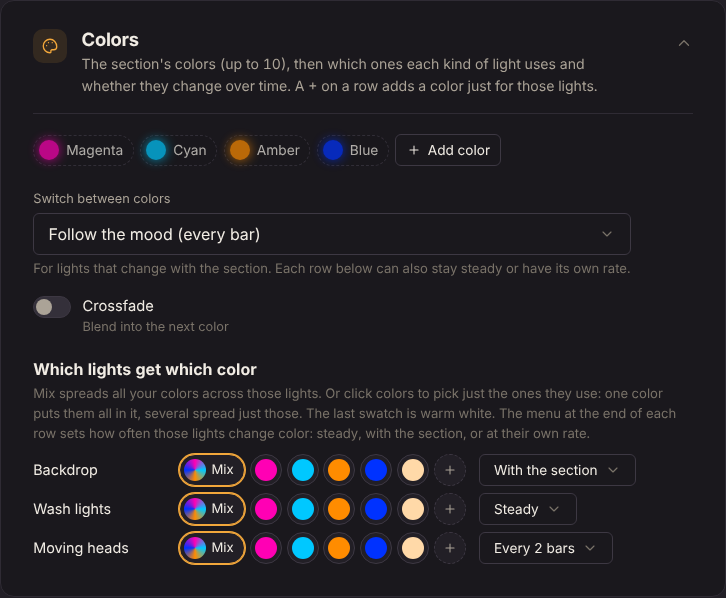 Colors
The section's colors (up to 10), then which ones each kind of light uses and
whether they change over time. A + on a row adds a color just for those lights.
Magenta Cyan Amber Blue + Add color
Switch between colors
Follow the mood (every bar)
For lights that change with the section. Each row below can also stay steady or have its own rate.
Crossfade
Blend into the next color
Which lights get which color
Mix spreads all your colors across those lights. Or click colors to pick just the ones they use: one color
puts them all in it, several spread just those. The last swatch is warm white. The menu at the end of each
row sets how often those lights change color: steady, with the section, or at their own rate.
Backdrop Mix + With the section
Wash lights Mix + Steady
Moving heads Mix + Every 2 bars